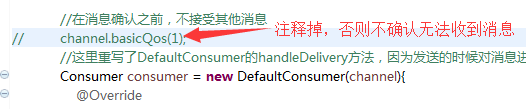 //在消息确认之前，不接受其他消息
// channel.basicQos(1); 注释掉，否则不确认无法收到消息
//这里重写了DefaultConsumer的handleDelivery方法，因为发送的时候对消息进
Consumer consumer = new DefaultConsumer(channel){
@Override